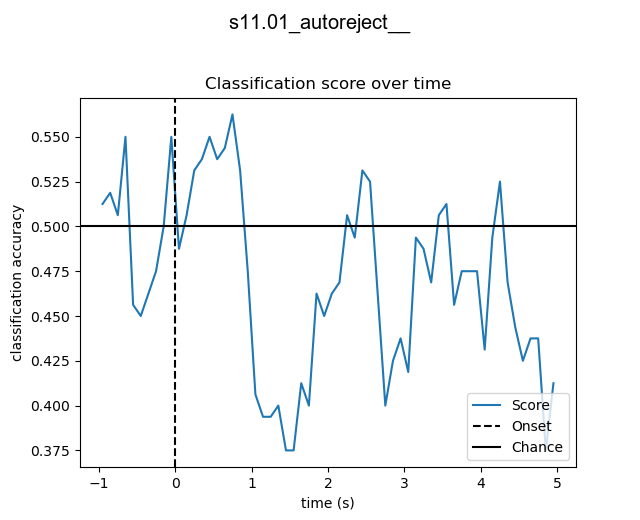 s11.01_autoreject__
Classification score over time
classification accuracy
0.550
0.525
0.500
0.475
0.450
0.425
0.400
0.375
Score
Onset
Chance
−1
0
1
2
3
4
5
time (s)